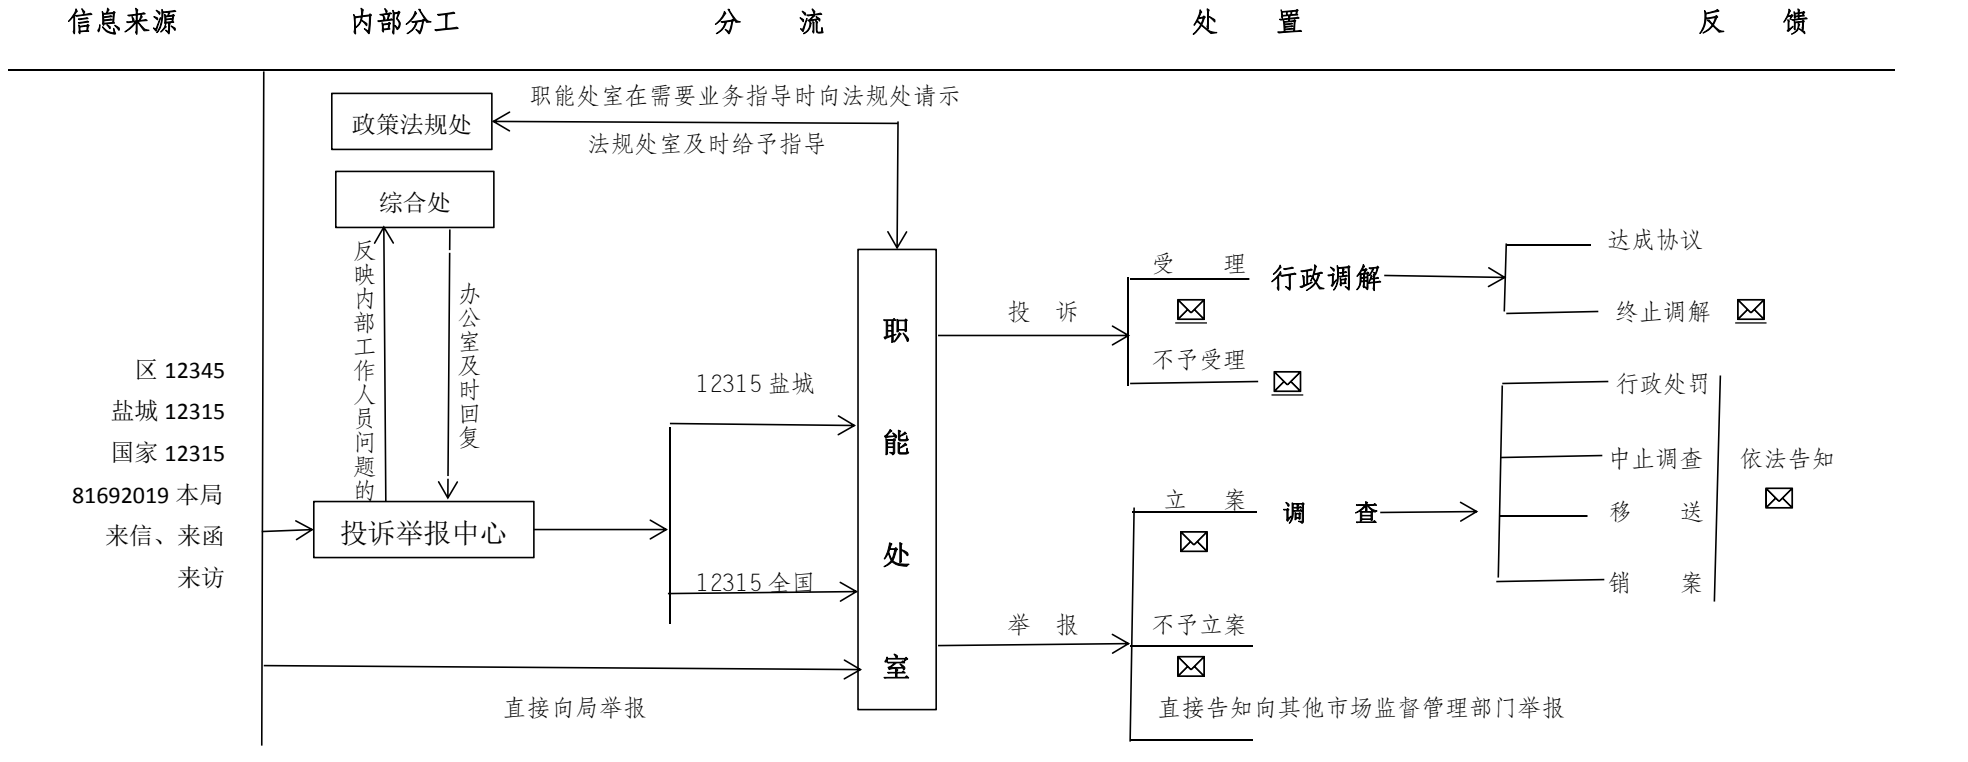 信息来源
内部分工
分 流
处 置
反 馈
职能处室在需要业务指导时向法规处请示
政策法规处
法规处室及时给予指导
综合处
反映内部工作人员问题的
办公室及时回复
区 12345
盐城 12315
国家 12315
81692019 本局
来信、来函
来访
投诉举报中心
12315 盐城
12315 全国
直接向局举报
职能处室
投 诉
受 理
不予受理
行政调解
达成协议
终止调解
举 报
立 案
不予立案
直接告知向其他市场监督管理部门举报
调 查
行政处罚
中止调查
移 送
销 案
依法告知